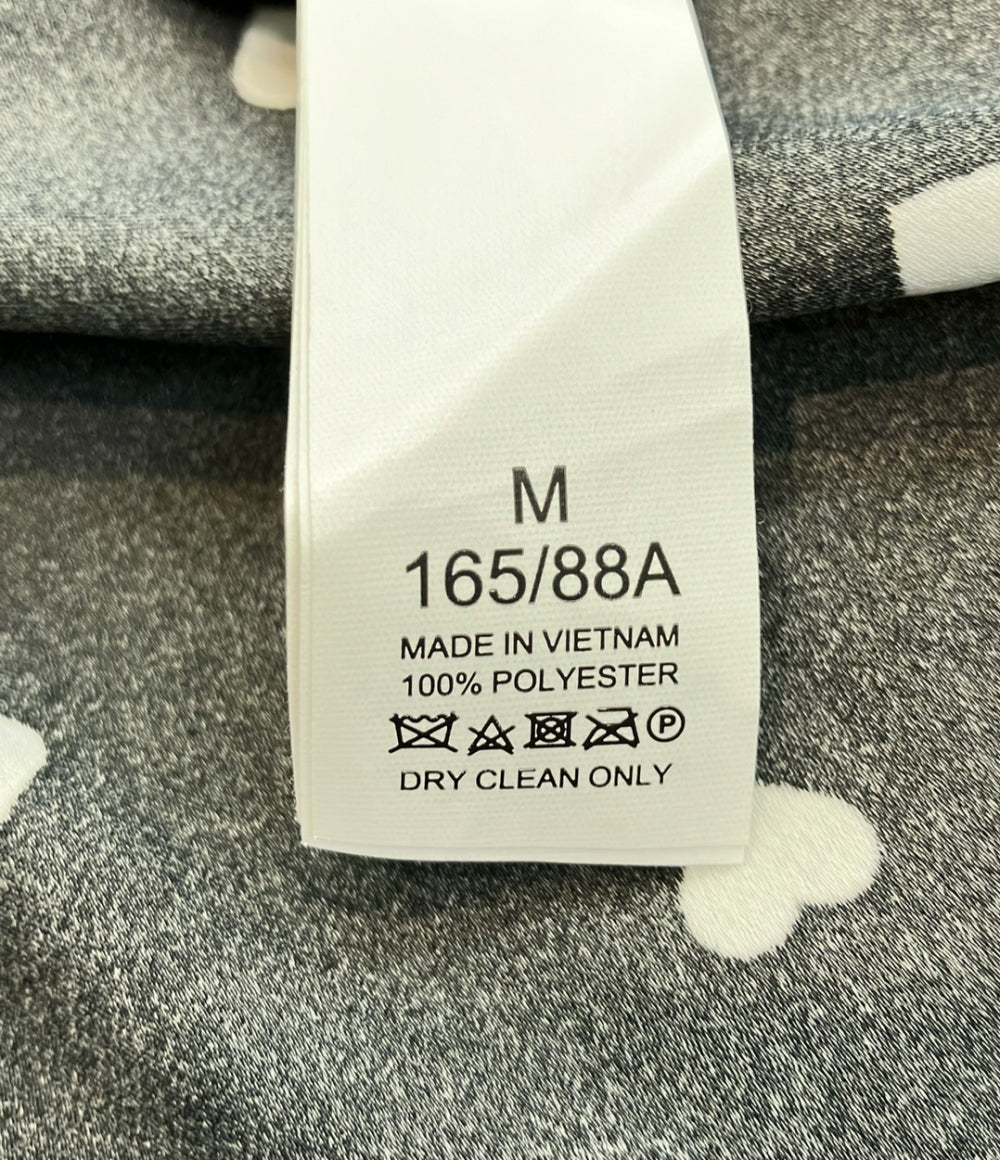 M
165/88A
MADE IN VIETNAM
100% POLYESTER
P
DRY CLEAN ONLY